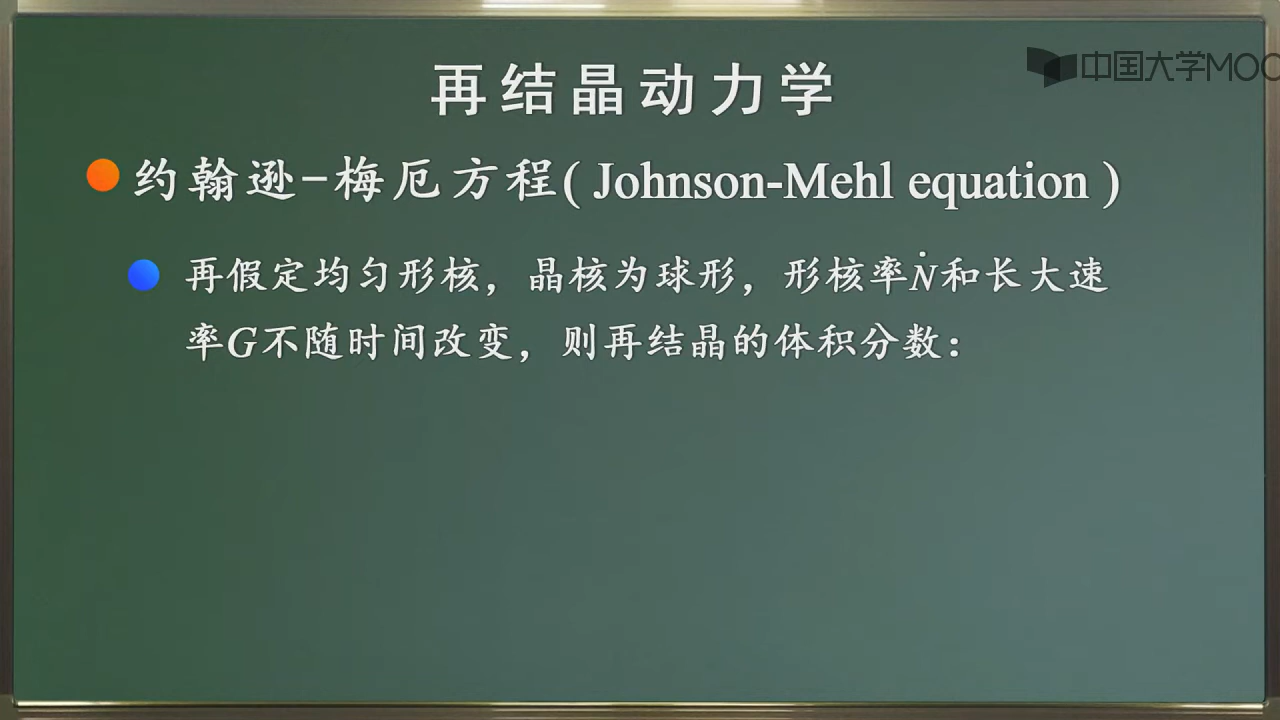 中国大学MOO
再结晶动力学
约翰逊-梅厄方程( Johnson-Mehl equation )
再假定均匀形核，晶核为球形，形核率Ṅ和长大速
率G不随时间改变，则再结晶的体积分数：